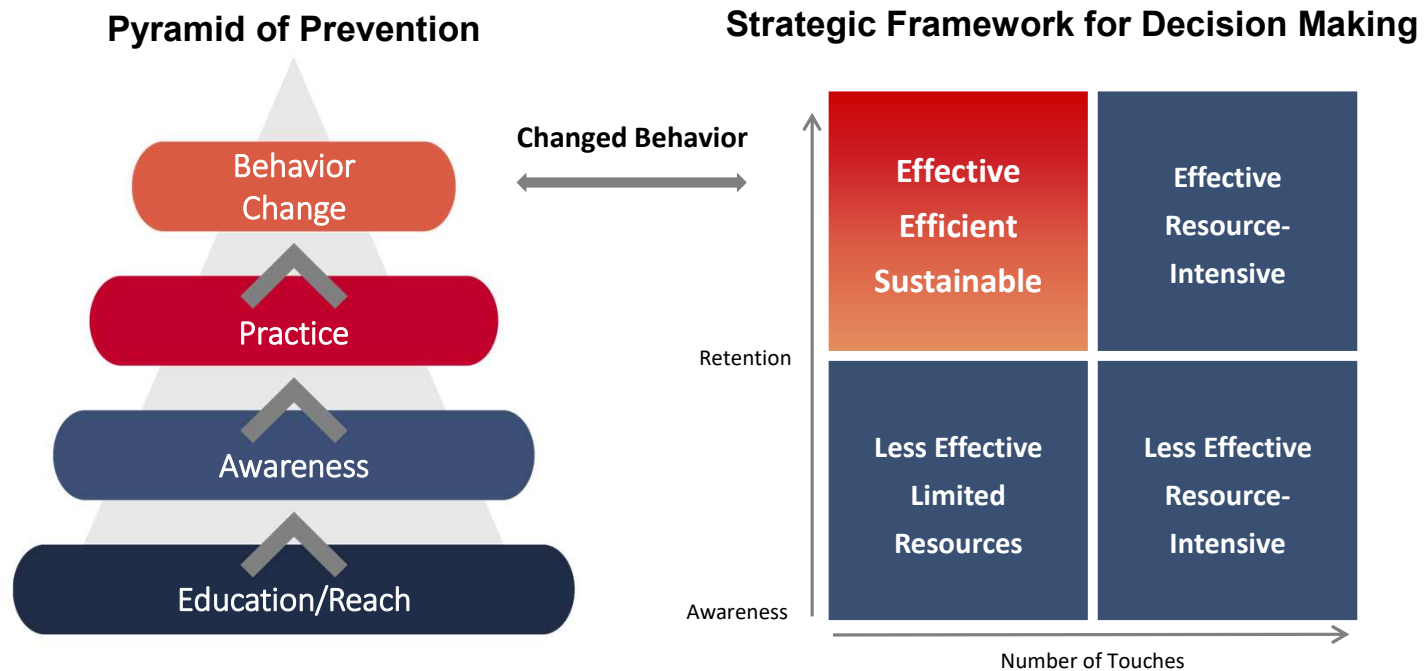 Pyramid of Prevention
Behavior
Change
Practice
Awareness
Education/Reach
Changed Behavior
Strategic Framework for Decision Making
Retention
Awareness
Effective
Efficient
Sustainable
Effective
Resource-
Intensive
Less Effective
Limited
Resources
Less Effective
Resource-
Intensive
Number of Touches